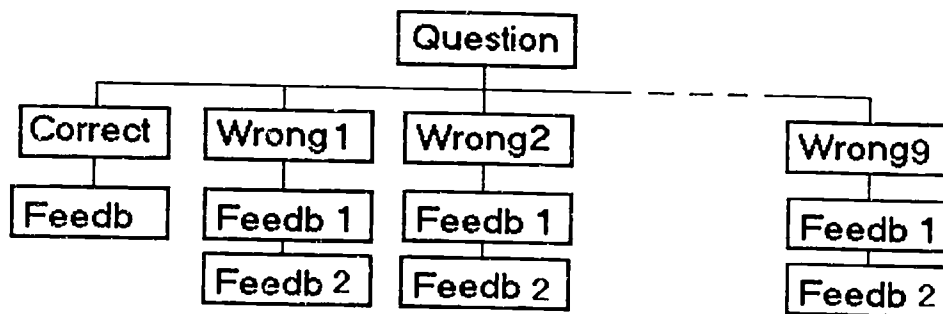 Question
Correct Wrong1 Wrong2 Wrong9
Feedb Feedb 1 Feedb 1 Feedb 1
Feedb 2 Feedb 2 Feedb 2